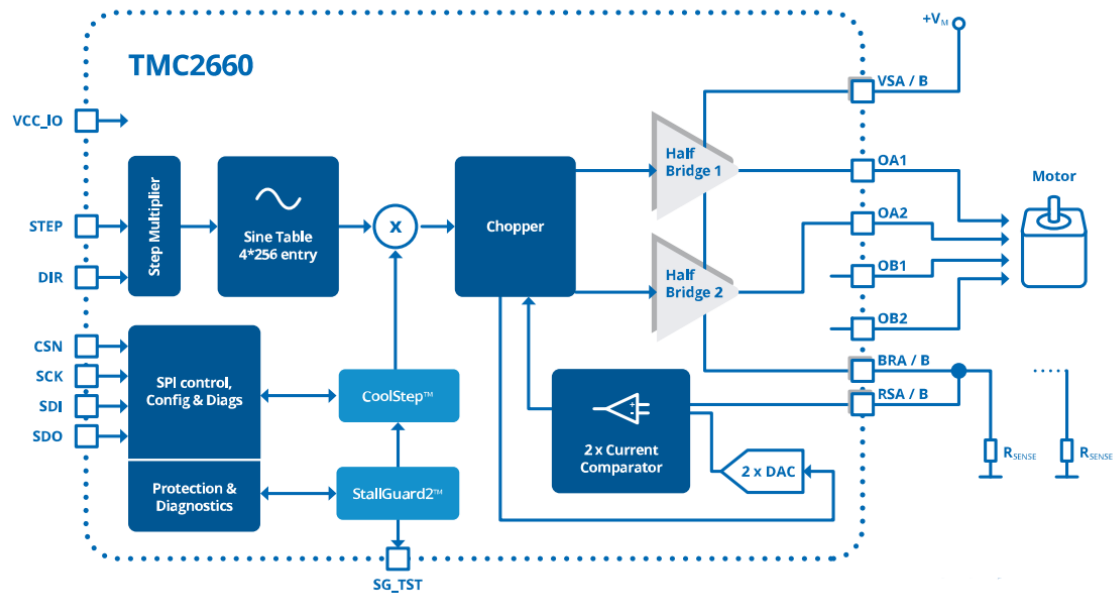 TMC2660
+VM
VSA / B
VCC_IO
STEP
DIR
Step Multiplier
Sine Table
4*256 entry
x
Chopper
Half
Bridge 1
Half
Bridge 2
OA1
OA2
OB1
OB2
Motor
CSN
SCK
SDI
SDO
SPI control,
Config & Diags
Protection &
Diagnostics
CoolStep™
StallGuard2™
SG_TST
+
-
2 x Current
Comparator
2 x DAC
BRA / B
RSA / B
RSENSE
RSENSE